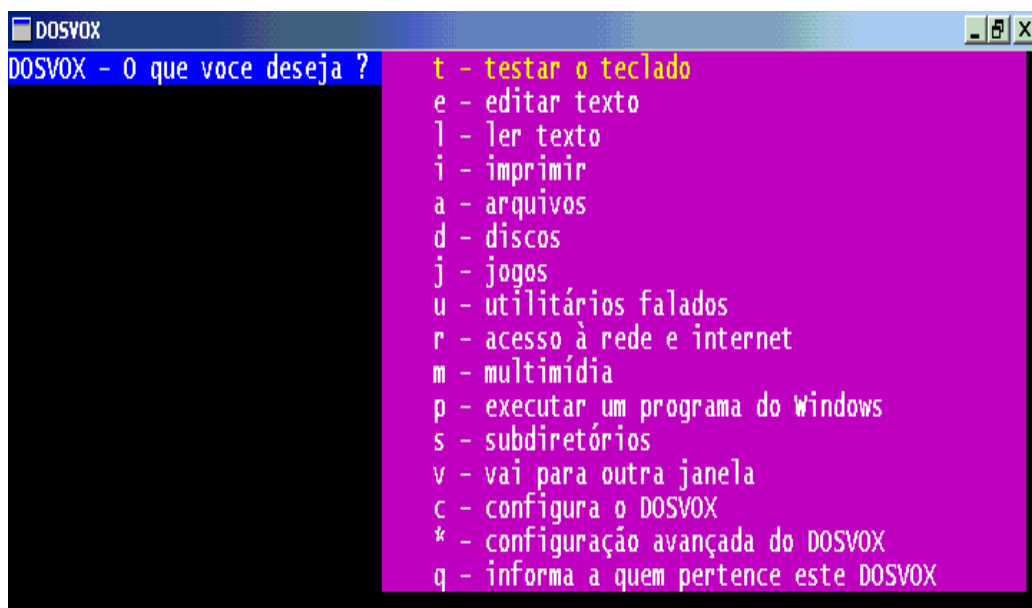 DOSVOX
DOSVOX - O que voce deseja ?
t - testar o teclado
e - editar texto
l - ler texto
i - imprimir
a - arquivos
d - discos
j - jogos
u - utilitários falados
r - acesso à rede e internet
m - multimídia
p - executar um programa do Windows
s - subdiretórios
v - vai para outra janela
c - configura o DOSVOX
* - configuração avançada do DOSVOX
q - informa a quem pertence este DOSVOX